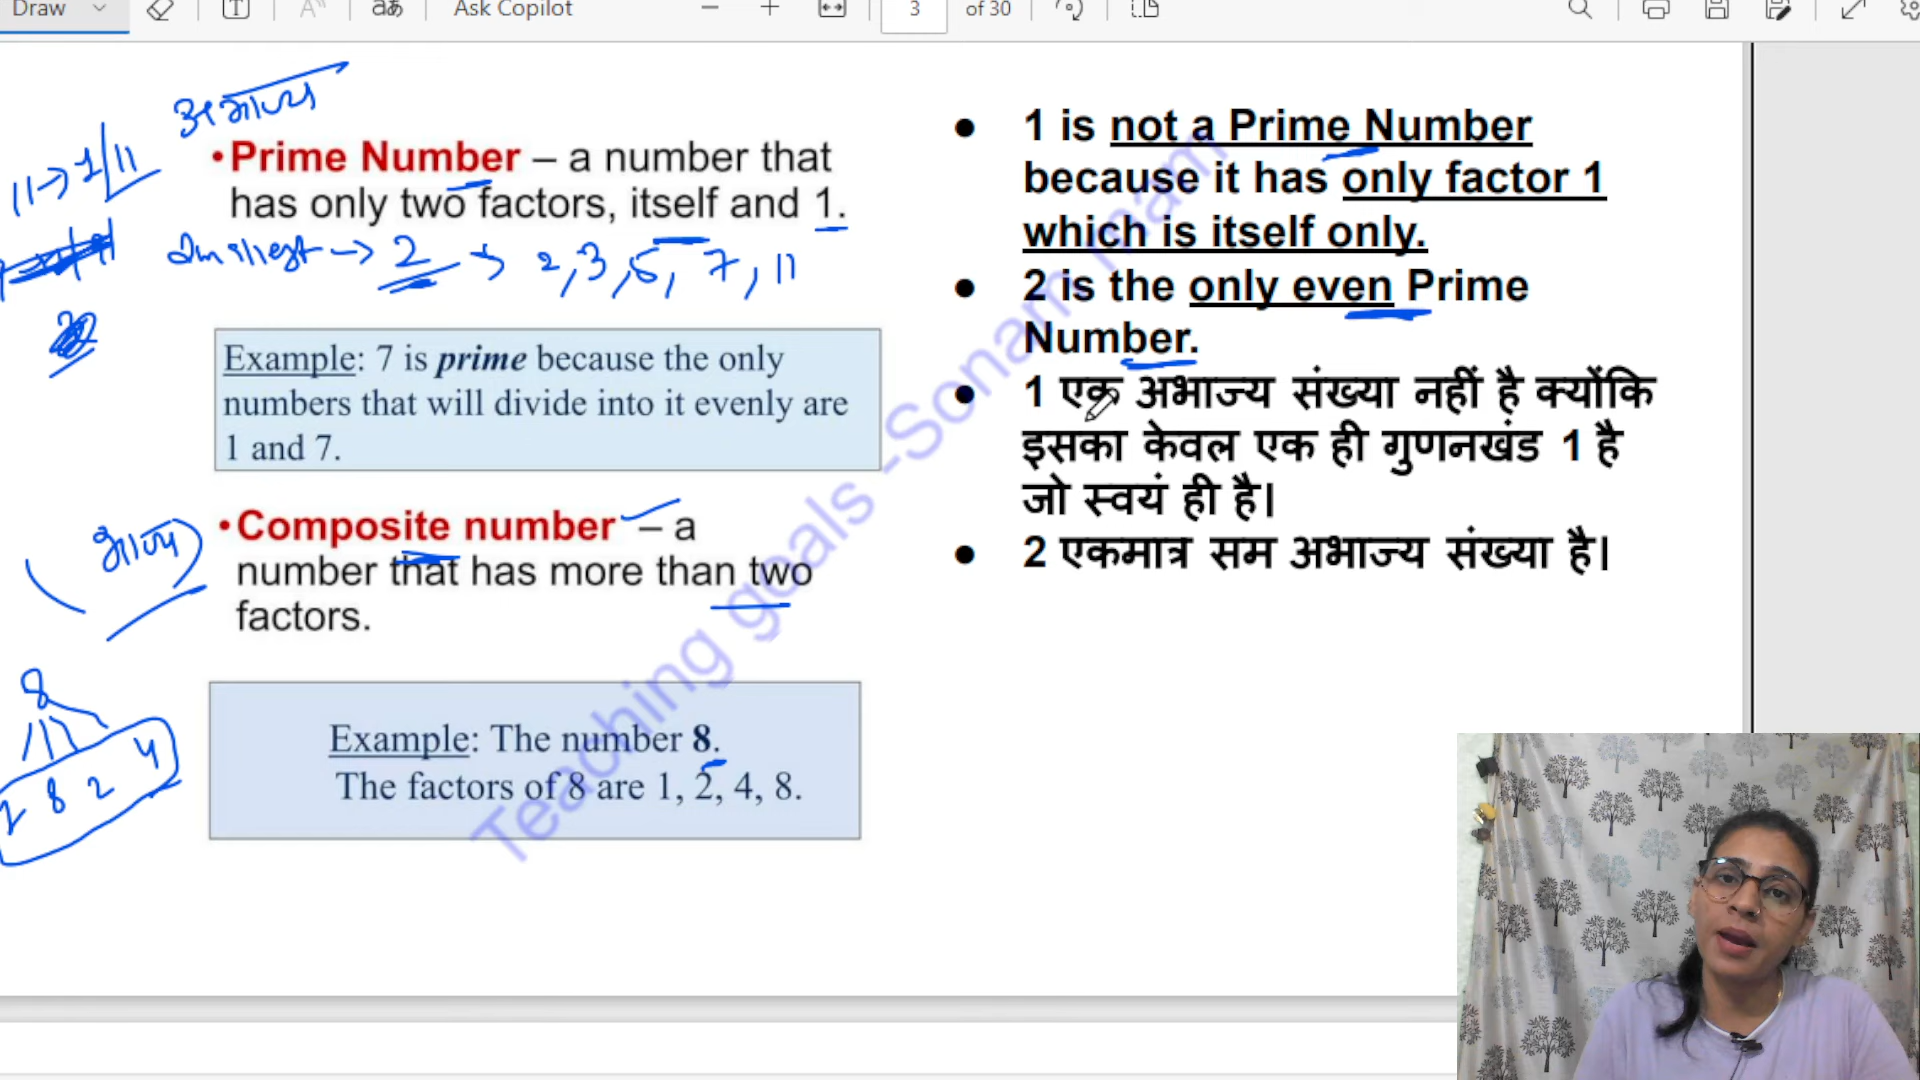 Draw
Ask Copilot
3 of 30
अभाज्य
11→1/11
•Prime Number – a number that
has only two factors, itself and 1.
Smallest → 2 → 2,3,5,7,11
Example: 7 is prime because the only
numbers that will divide into it evenly are
1 and 7.
•Composite number – a
number that has more than two
factors.
भाज्य
8
1 8 2 4
Example: The number 8.
The factors of 8 are 1, 2, 4, 8.
● 1 is not a Prime Number
because it has only factor 1
which is itself only.
● 2 is the only even Prime
Number.
● 1 एक अभाज्य संख्या नहीं है क्योंकि
इसका केवल एक ही गुणनखंड 1 है
जो स्वयं ही है।
● 2 एकमात्र सम अभाज्य संख्या है।
Teaching goals -Sonam mam